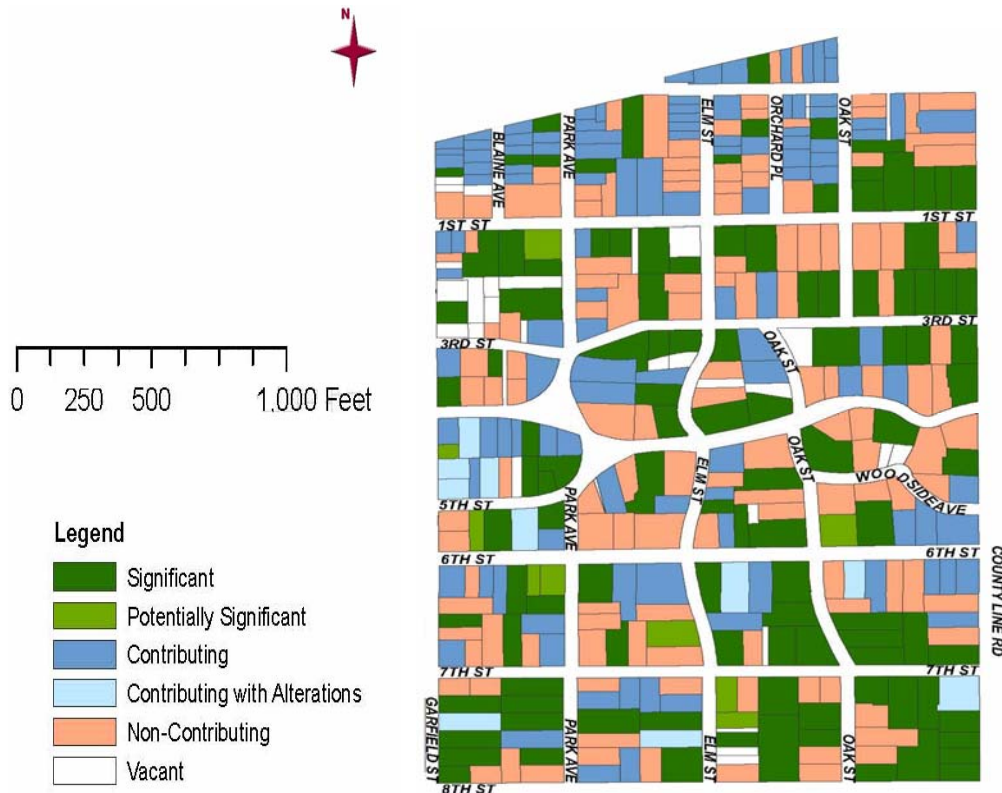 N
BLAINE AVE
PARK AVE
ELM ST
ORCHARD PL
OAK ST
1ST ST
1ST ST
3RD ST
3RD ST
OAK ST
0 250 500 1,000 Feet
OAK ST
ELM ST
WOODSIDEAVE
5TH ST
PARK AVE
6TH ST
6TH ST
COUNTY LINE RD
Legend
Significant
Potentially Significant
Contributing
Contributing with Alterations
Non-Contributing
Vacant
7TH ST
7TH ST
GARFIELD ST
PARK AVE
ELM ST
OAK ST
8TH ST